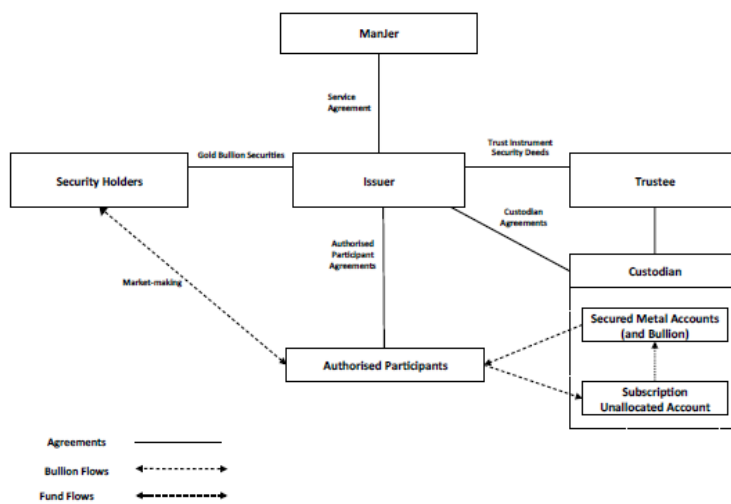 ManJer
Service
Agreement
Gold Bullion Securities
Trust Instrument
Security Deeds
Security Holders
Issuer
Trustee
Custodian
Agreements
Authorised
Participant
Agreements
Custodian
Market-making
Secured Metal Accounts
(and Bullion)
Authorised Participants
Subscription
Unallocated Account
Agreements
Bullion Flows
Fund Flows